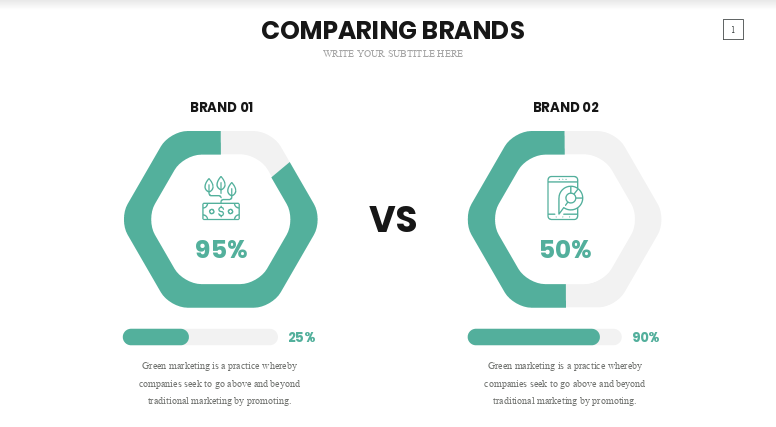 COMPARING BRANDS
1
WRITE YOUR SUBTITLE HERE
BRAND 01
95%
25%
Green marketing is a practice whereby
companies seek to go above and beyond
traditional marketing by promoting.
VS
BRAND 02
50%
90%
Green marketing is a practice whereby
companies seek to go above and beyond
traditional marketing by promoting.